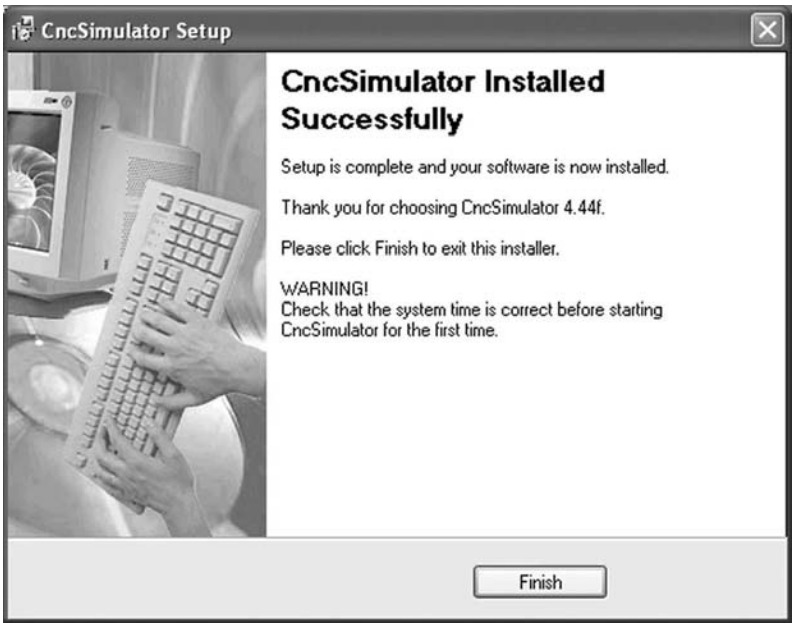 CncSimulator Setup
CncSimulator Installed
Successfully
Setup is complete and your software is now installed.
Thank you for choosing CncSimulator 4.44f.
Please click Finish to exit this installer.
WARNING!
Check that the system time is correct before starting
CncSimulator for the first time.
Finish